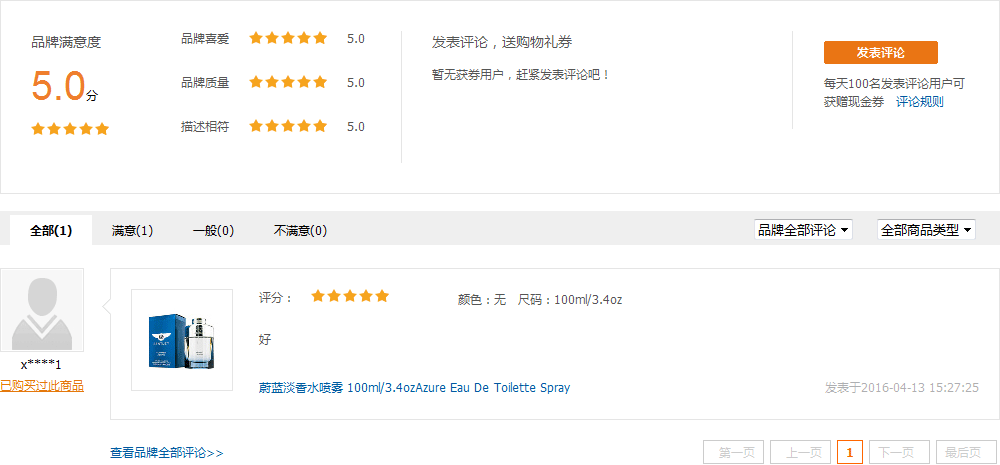 品牌满意度
5.0分
品牌喜爱 5.0
品牌质量 5.0
描述相符 5.0
发表评论，送购物礼券
暂无获券用户，赶紧发表评论吧！
发表评论
每天100名发表评论用户可
获赠现金券 评论规则
全部(1) 满意(1) 一般(0) 不满意(0) 品牌全部评论 全部商品类型
x****1
已购买过此商品
BENTLEY
评分： 颜色：无 尺码：100ml/3.4oz
好
蔚蓝淡香水喷雾 100ml/3.4ozAzure Eau De Toilette Spray 发表于2016-04-13 15:27:25
查看品牌全部评论>> 第一页 上一页 1 下一页 最后页